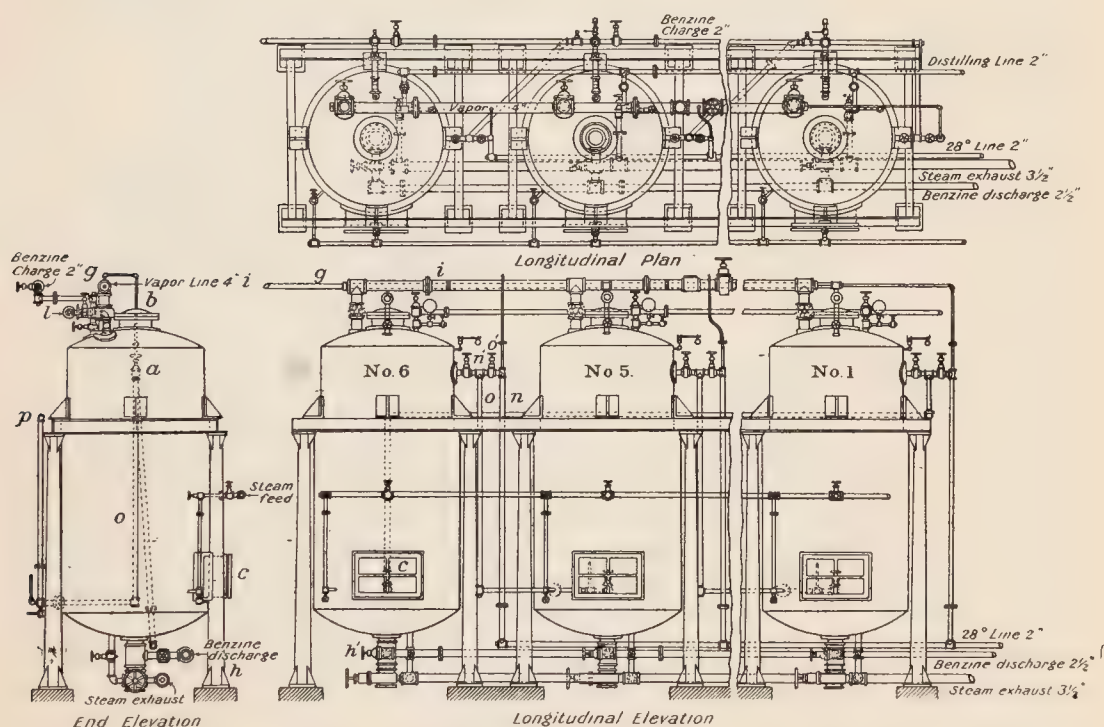 Benzine
Charge 2"
Distilling Line 2"
Vapor 4"
28° Line 2"
Steam exhaust 3½"
Benzine discharge 2½"
Longitudinal Plan
Benzine
Charge 2"
g
Vapor Line 4" i
b
l
a
p
Steam
feed
o
c
Benzine
discharge
h
Steam exhaust
End Elevation
g
i
No. 6
n'
o'
o
n
No 5.
No. 1
c
h'
28° Line 2"
Benzine discharge 2½"
Steam exhaust 3½"
Longitudinal Elevation